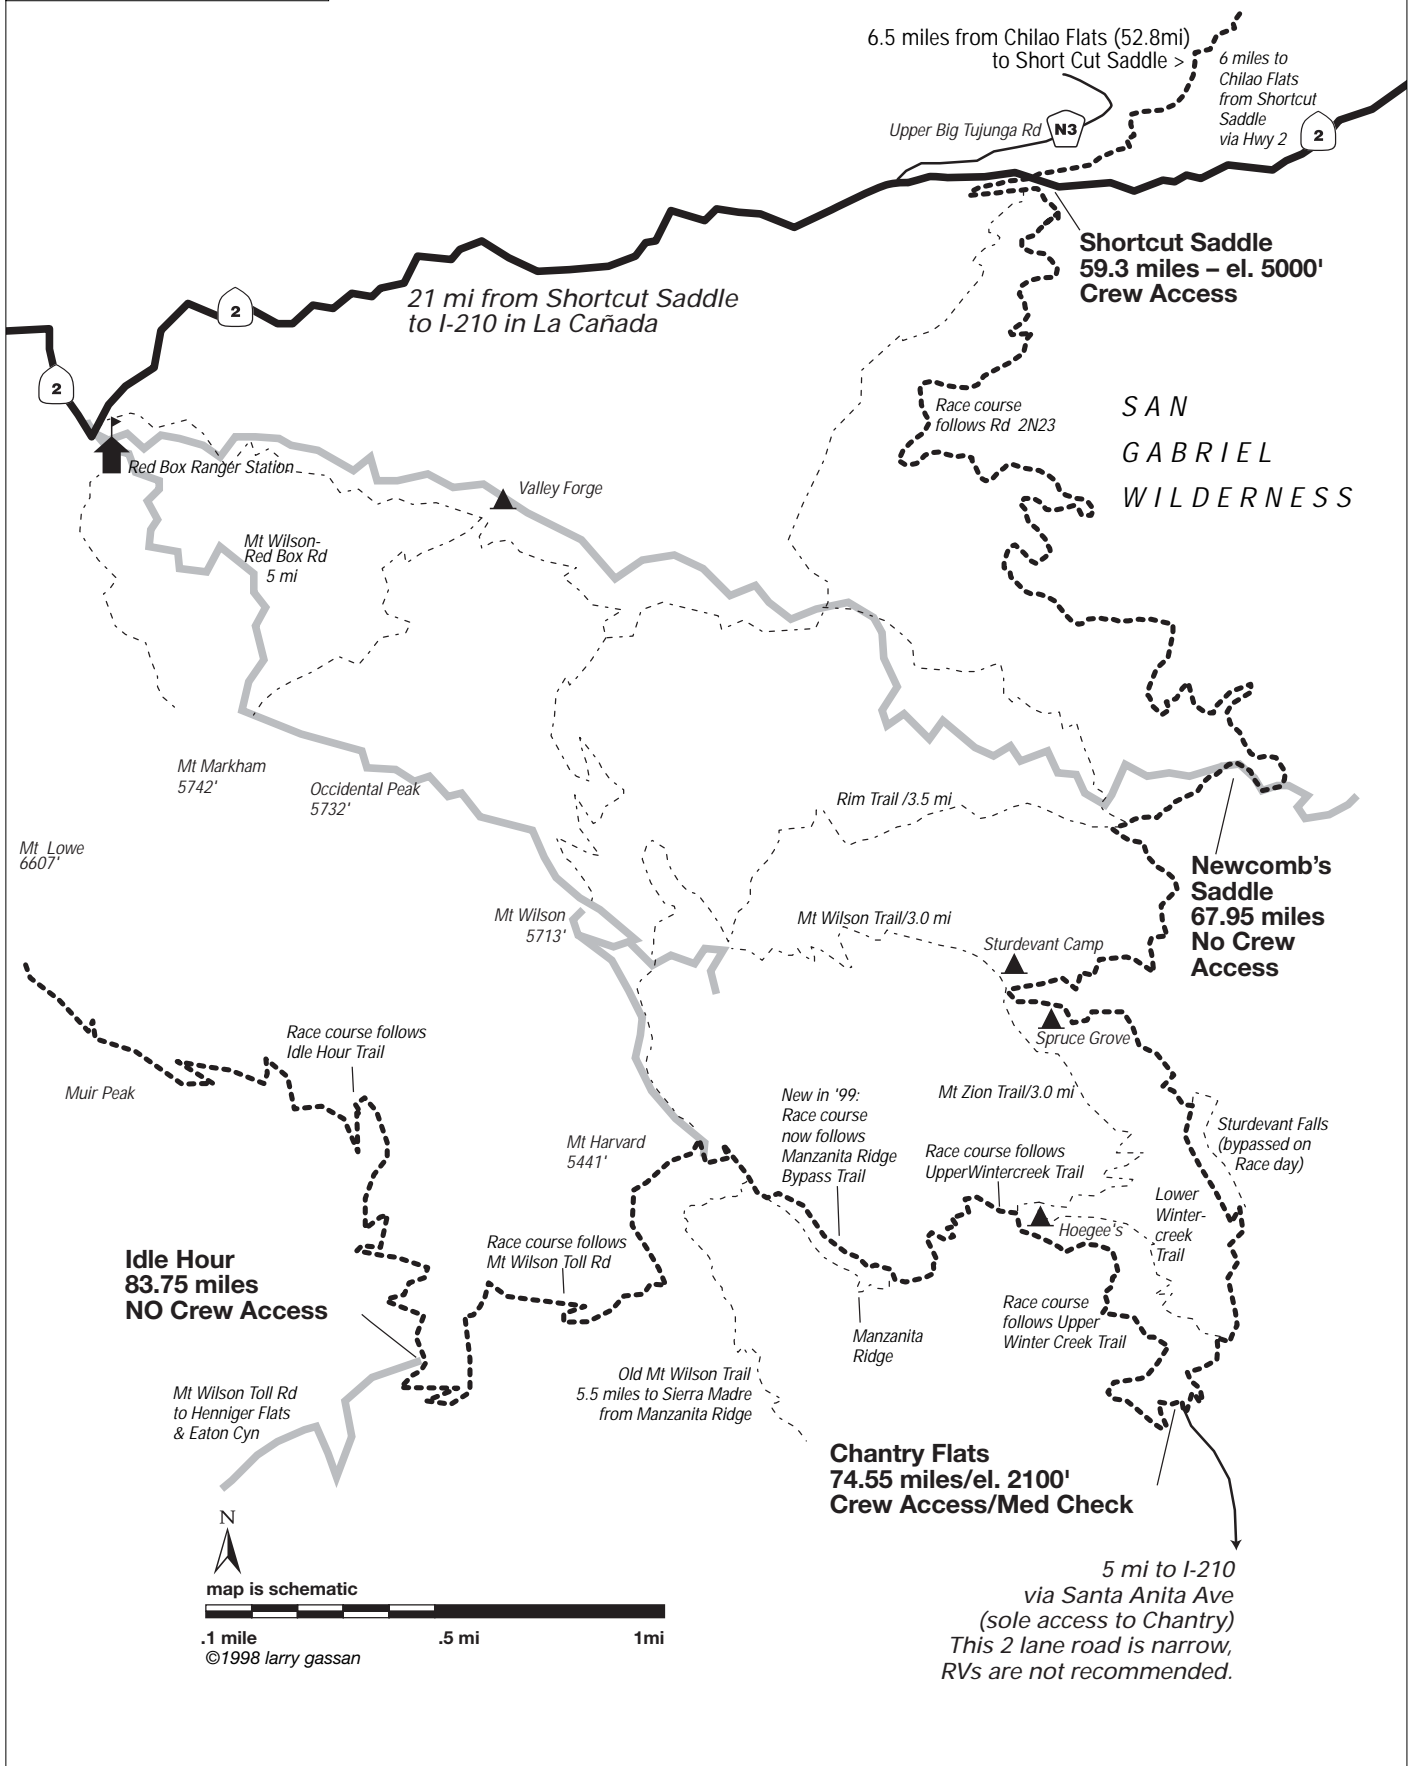 6.5 miles from Chilao Flats (52.8mi)
to Short Cut Saddle >
6 miles to
Chilao Flats
from Shortcut
Saddle
via Hwy 2
Upper Big Tujunga Rd
N3
2
Shortcut Saddle
59.3 miles – el. 5000'
Crew Access
21 mi from Shortcut Saddle
to I-210 in La Cañada
2
2
Race course
follows Rd 2N23
SAN
GABRIEL
WILDERNESS
Red Box Ranger Station
Valley Forge
Mt Wilson-
Red Box Rd
5 mi
Mt Markham
5742'
Occidental Peak
5732'
Mt Lowe
6607'
Rim Trail /3.5 mi
Newcomb's
Saddle
67.95 miles
No Crew
Access
Mt Wilson
5713'
Mt Wilson Trail/3.0 mi
Sturdevant Camp
Spruce Grove
Race course follows
Idle Hour Trail
Muir Peak
Mt Harvard
5441'
New in '99:
Race course
now follows
Manzanita Ridge
Bypass Trail
Mt Zion Trail/3.0 mi
Race course follows
UpperWintercreek Trail
Sturdevant Falls
(bypassed on
Race day)
Lower
Winter-
creek
Trail
Hoegee's
Race course follows
Mt Wilson Toll Rd
Idle Hour
83.75 miles
NO Crew Access
Race course
follows Upper
Winter Creek Trail
Manzanita
Ridge
Old Mt Wilson Trail
5.5 miles to Sierra Madre
from Manzanita Ridge
Mt Wilson Toll Rd
to Henniger Flats
& Eaton Cyn
Chantry Flats
74.55 miles/el. 2100'
Crew Access/Med Check
N
map is schematic
.1 mile .5 mi 1mi
©1998 larry gassan
5 mi to I-210
via Santa Anita Ave
(sole access to Chantry)
This 2 lane road is narrow,
RVs are not recommended.